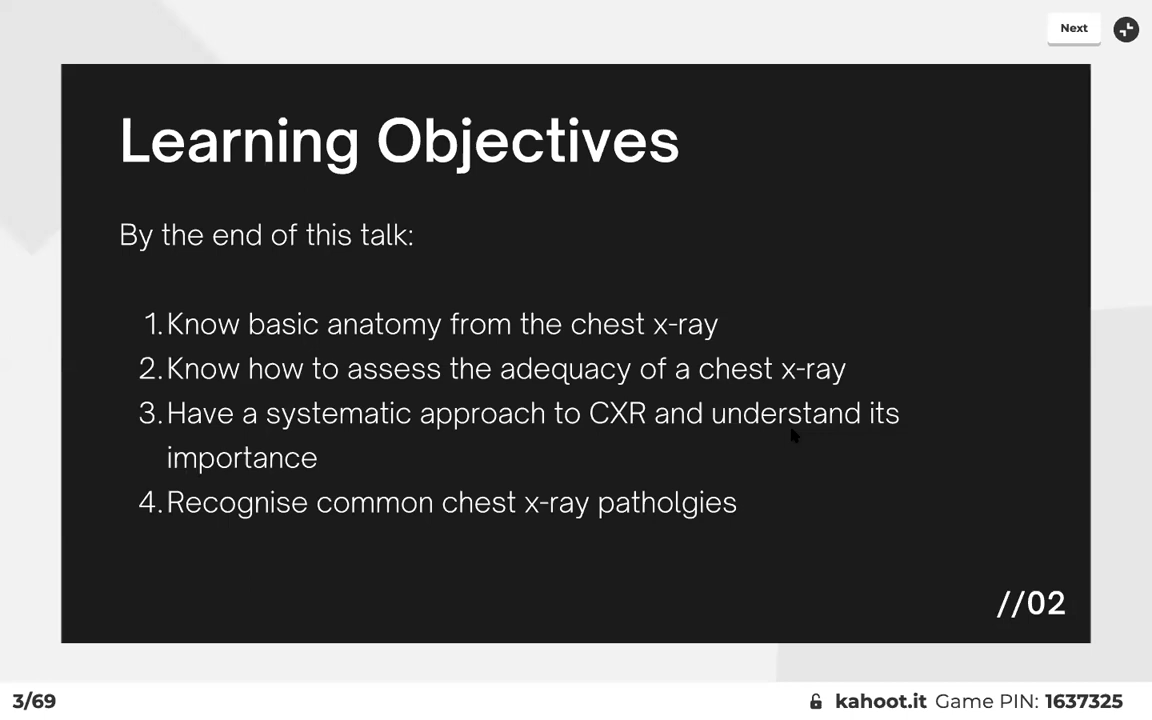 Next
Learning Objectives
By the end of this talk:
1. Know basic anatomy from the chest x-ray
2. Know how to assess the adequacy of a chest x-ray
3. Have a systematic approach to CXR and understand its
importance
4. Recognise common chest x-ray patholgies
//02
3/69
kahoot.it Game PIN: 1637325